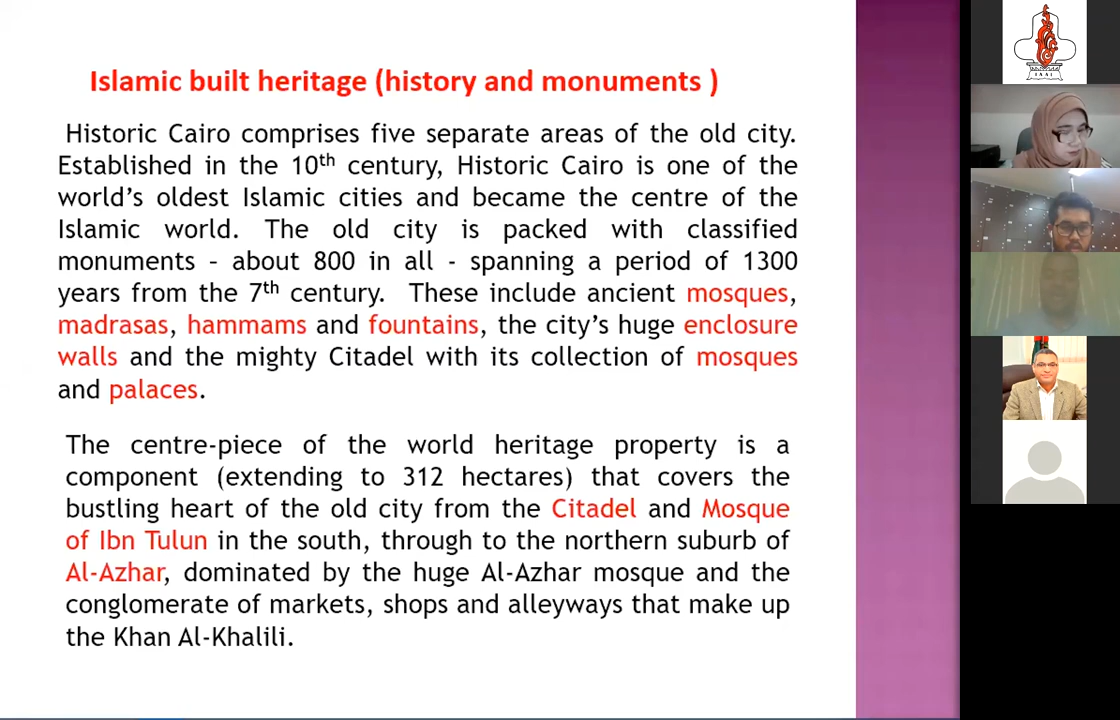 Islamic built heritage (history and monuments )
Historic Cairo comprises five separate areas of the old city.
Established in the 10th century, Historic Cairo is one of the
world's oldest Islamic cities and became the centre of the
Islamic world. The old city is packed with classified
monuments – about 800 in all - spanning a period of 1300
years from the 7th century. These include ancient mosques,
madrasas, hammams and fountains, the city's huge enclosure
walls and the mighty Citadel with its collection of mosques
and palaces.
The centre-piece of the world heritage property is a
component (extending to 312 hectares) that covers the
bustling heart of the old city from the Citadel and Mosque
of Ibn Tulun in the south, through to the northern suburb of
Al-Azhar, dominated by the huge Al-Azhar mosque and the
conglomerate of markets, shops and alleyways that make up
the Khan Al-Khalili.